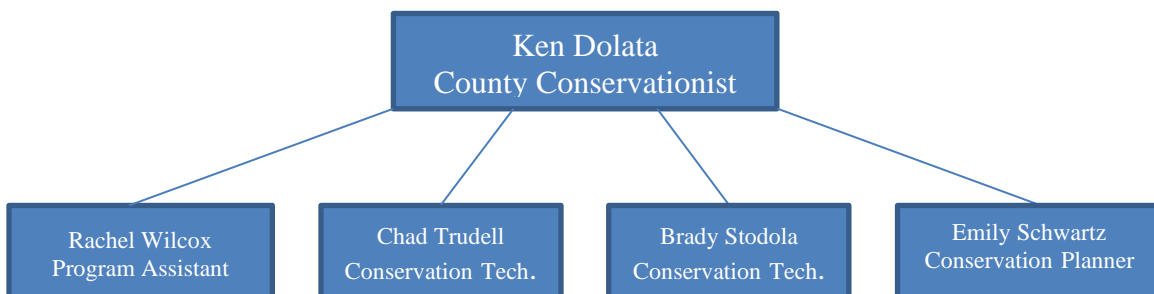 Ken Dolata
County Conservationist
Rachel Wilcox
Program Assistant
Chad Trudell
Conservation Tech.
Brady Stodola
Conservation Tech.
Emily Schwartz
Conservation Planner